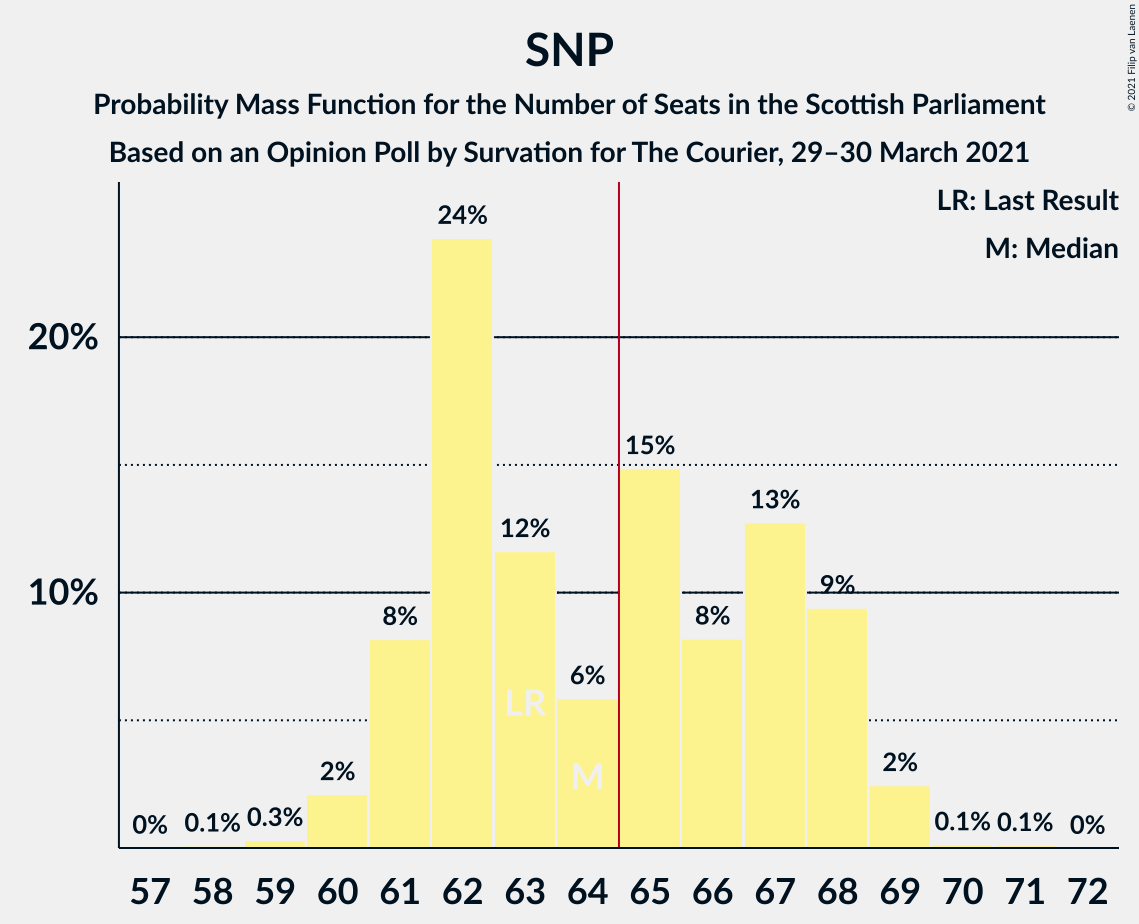 SNP
Probability Mass Function for the Number of Seats in the Scottish Parliament
Based on an Opinion Poll by Survation for The Courier, 29–30 March 2021
© 2021 Filip van Laenen
LR: Last Result
M: Median
20%
10%
0%
0.1%
0.3%
2%
8%
24%
12%
6%
15%
8%
13%
9%
2%
0.1%
0.1%
0%
LR
M
57 58 59 60 61 62 63 64 65 66 67 68 69 70 71 72